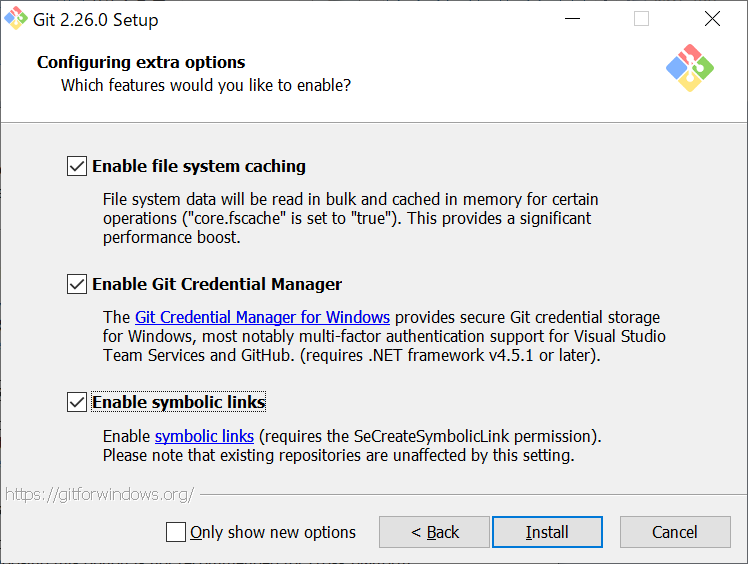 Git 2.26.0 Setup
Configuring extra options
Which features would you like to enable?
Enable file system caching
File system data will be read in bulk and cached in memory for certain
operations ("core.fscache" is set to "true"). This provides a significant
performance boost.
Enable Git Credential Manager
The Git Credential Manager for Windows provides secure Git credential storage
for Windows, most notably multi-factor authentication support for Visual Studio
Team Services and GitHub. (requires .NET framework v4.5.1 or later).
Enable symbolic links
Enable symbolic links (requires the SeCreateSymbolicLink permission).
Please note that existing repositories are unaffected by this setting.
https://gitforwindows.org/
Only show new options
< Back
Install
Cancel